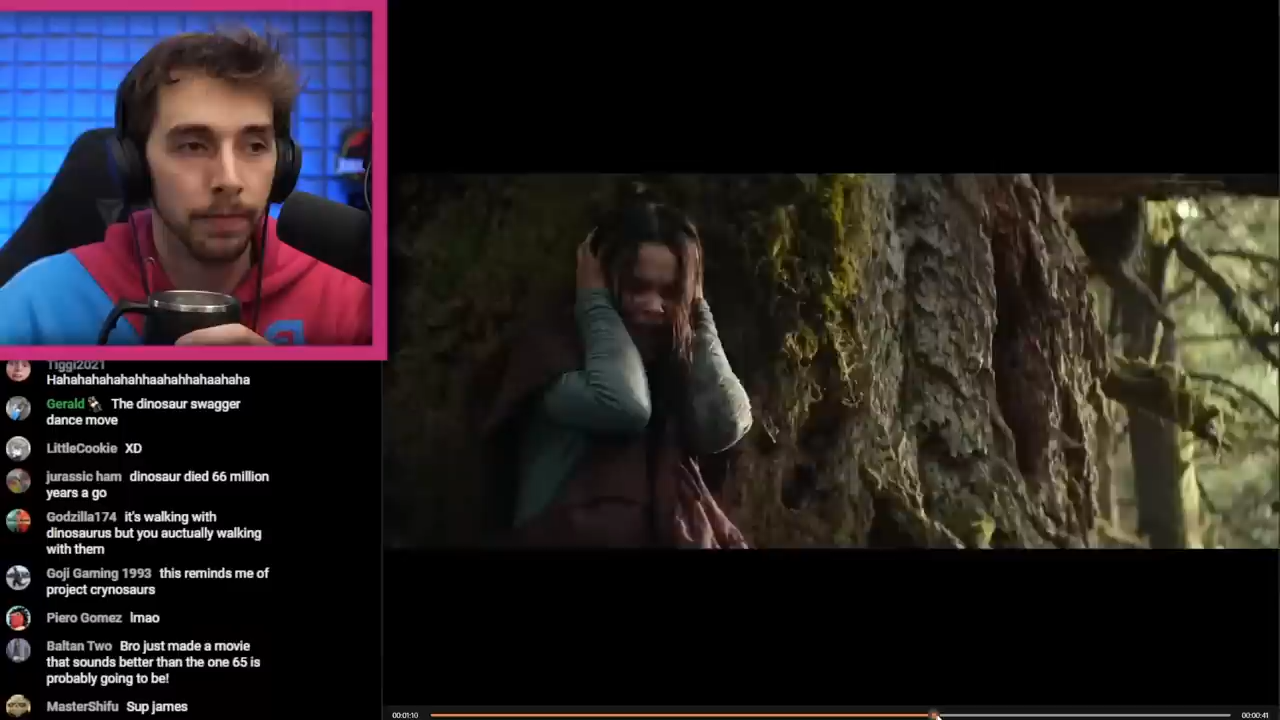 Tiggi2021
Hahahahahahahhaahahhahaahaha
Gerald The dinosaur swagger
dance move
LittleCookie XD
jurassic ham dinosaur died 66 million
years a go
Godzilla174 it's walking with
dinosaurus but you auctually walking
with them
Goji Gaming 1993 this reminds me of
project crynosaurs
Piero Gomez lmao
Baltan Two Bro just made a movie
that sounds better than the one 65 is
probably going to be!
MasterShifu Sup james
00:01:10
00:00:41